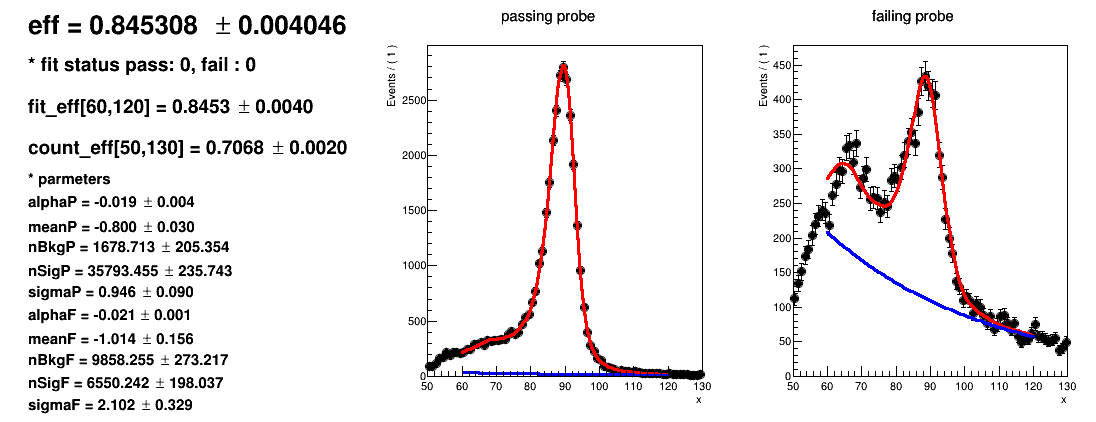 eff = 0.845308 ± 0.004046
* fit status pass: 0, fail : 0
fit_eff[60,120] = 0.8453 ± 0.0040
count_eff[50,130] = 0.7068 ± 0.0020
* parmeters
alphaP = -0.019 ± 0.004
meanP = -0.800 ± 0.030
nBkgP = 1678.713 ± 205.354
nSigP = 35793.455 ± 235.743
sigmaP = 0.946 ± 0.090
alphaF = -0.021 ± 0.001
meanF = -1.014 ± 0.156
nBkgF = 9858.255 ± 273.217
nSigF = 6550.242 ± 198.037
sigmaF = 2.102 ± 0.329
passing probe
Events / ( 1 )
2500
2000
1500
1000
500
0
50 60 70 80 90 100 110 120 130
x
failing probe
Events / ( 1 )
450
400
350
300
250
200
150
100
50
0
50 60 70 80 90 100 110 120 130
x